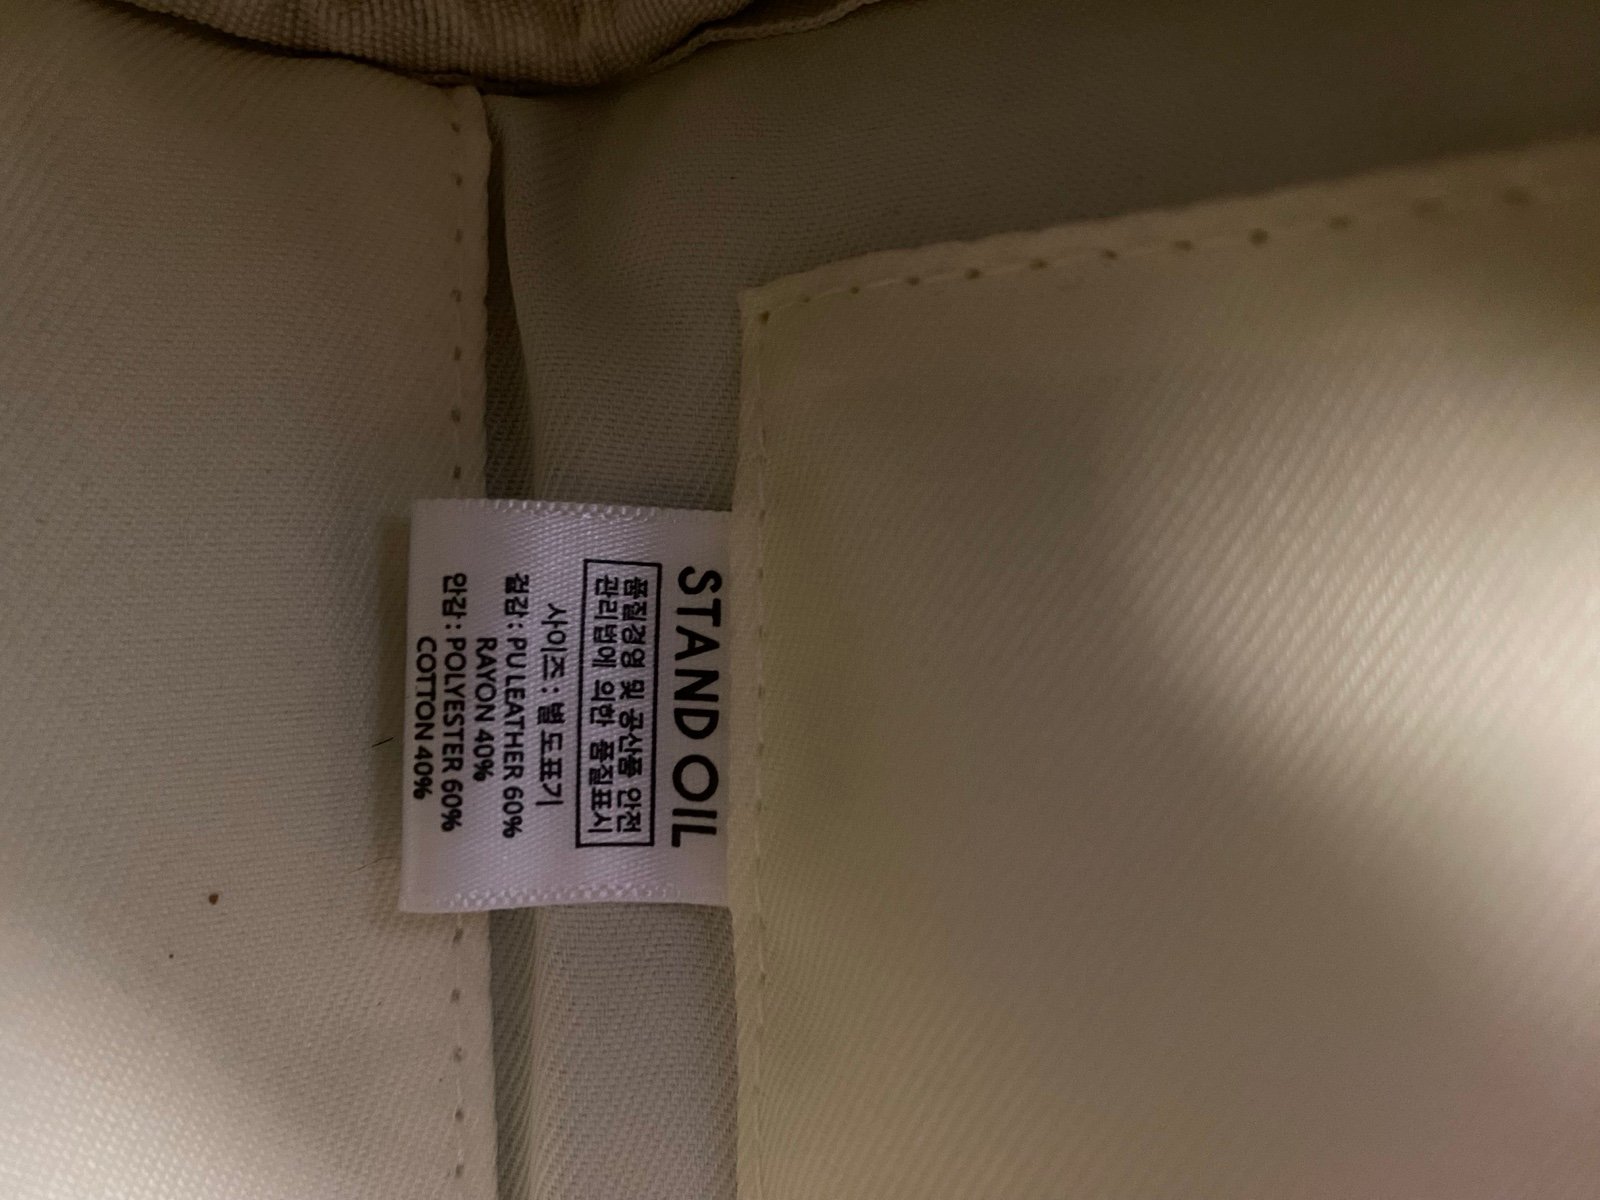 STAND OIL
품질경영 및 공산품 안전
관리법에 의한 품질표시
사이즈 : 별도표기
겉감 : PU LEATHER 60%
RAYON 40%
안감 : POLYESTER 60%
COTTON 40%